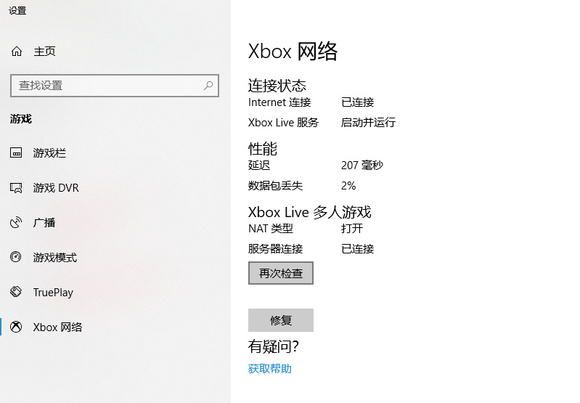 设置
主页
查找设置
游戏
游戏栏
游戏 DVR
广播
游戏模式
TruePlay
Xbox 网络
Xbox 网络
连接状态
Internet 连接 已连接
Xbox Live 服务 启动并运行
性能
延迟 207 毫秒
数据包丢失 2%
Xbox Live 多人游戏
NAT 类型 打开
服务器连接 已连接
再次检查
修复
有疑问?
获取帮助